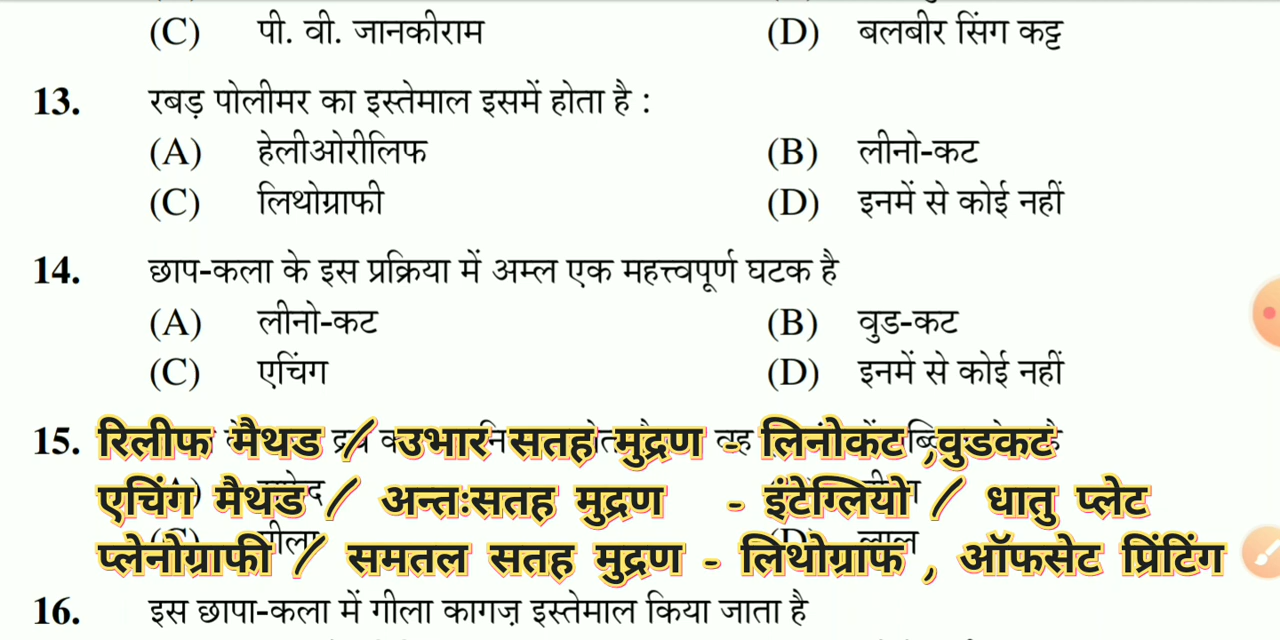 (C) पी. वी. जानकीराम (D) बलबीर सिंग कट्ट
13. रबड़ पोलीमर का इस्तेमाल इसमें होता है :
(A) हेलीओरीलिफ (B) लीनो-कट
(C) लिथोग्राफी (D) इनमें से कोई नहीं
14. छाप-कला के इस प्रक्रिया में अम्ल एक महत्त्वपूर्ण घटक है
(A) लीनो-कट (B) वुड-कट
(C) एचिंग (D) इनमें से कोई नहीं
15. रिलीफ मैथड / उभार सतह मुद्रण - लिनोकट , वुडकट
एचिंग मैथड / अन्तःसतह मुद्रण - इंटेग्लियो / धातु प्लेट
प्लेनोग्राफी / समतल सतह मुद्रण - लिथोग्राफ , ऑफसेट प्रिंटिंग
16. इस छापा-कला में गीला कागज़ इस्तेमाल किया जाता है